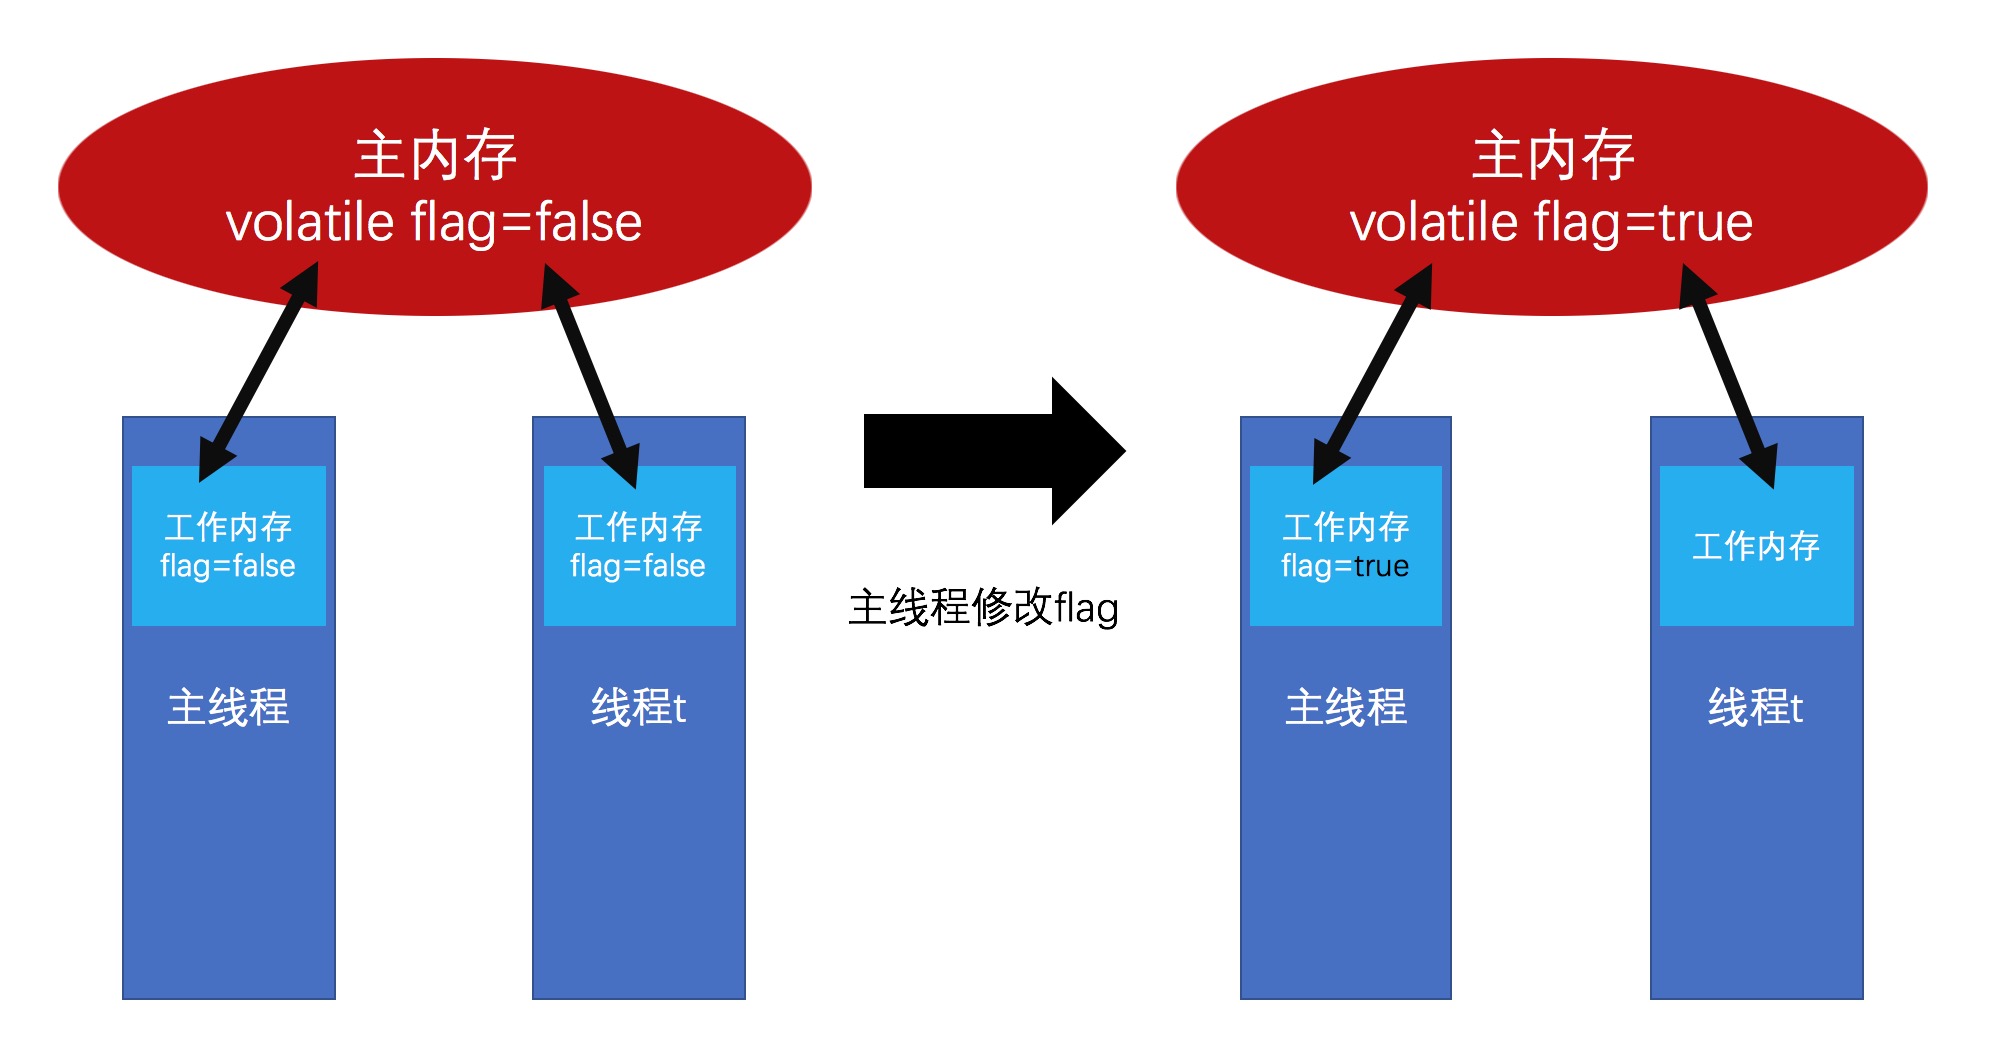 主内存
volatile flag=false
工作内存
flag=false
主线程
工作内存
flag=false
线程t
主线程修改flag
主内存
volatile flag=true
工作内存
flag=true
主线程
工作内存
线程t